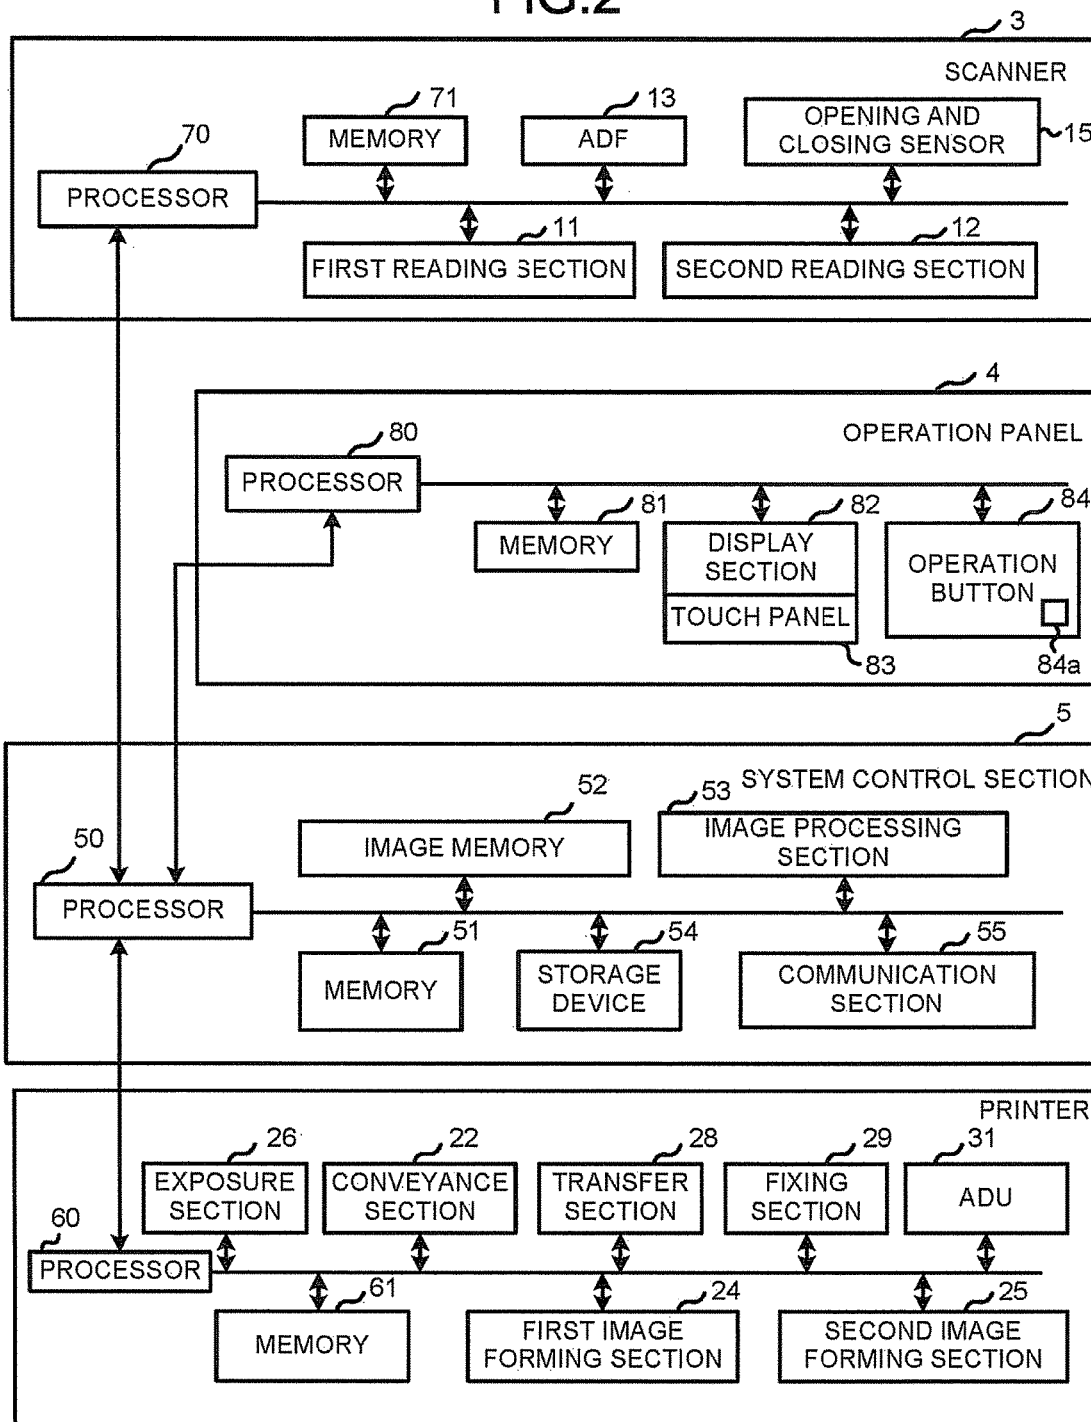 FIG.2
3
SCANNER
71
MEMORY
13
ADF
OPENING AND
CLOSING SENSOR
15
70
PROCESSOR
11
FIRST READING SECTION
12
SECOND READING SECTION
4
OPERATION PANEL
80
PROCESSOR
81
MEMORY
82
DISPLAY
SECTION
TOUCH PANEL
83
84
OPERATION
BUTTON
84a
5
SYSTEM CONTROL SECTION
52
IMAGE MEMORY
53
IMAGE PROCESSING
SECTION
50
PROCESSOR
51
MEMORY
54
STORAGE
DEVICE
55
COMMUNICATION
SECTION
PRINTER
26
EXPOSURE
SECTION
22
CONVEYANCE
SECTION
28
TRANSFER
SECTION
29
FIXING
SECTION
31
ADU
60
PROCESSOR
61
MEMORY
24
FIRST IMAGE
FORMING SECTION
25
SECOND IMAGE
FORMING SECTION